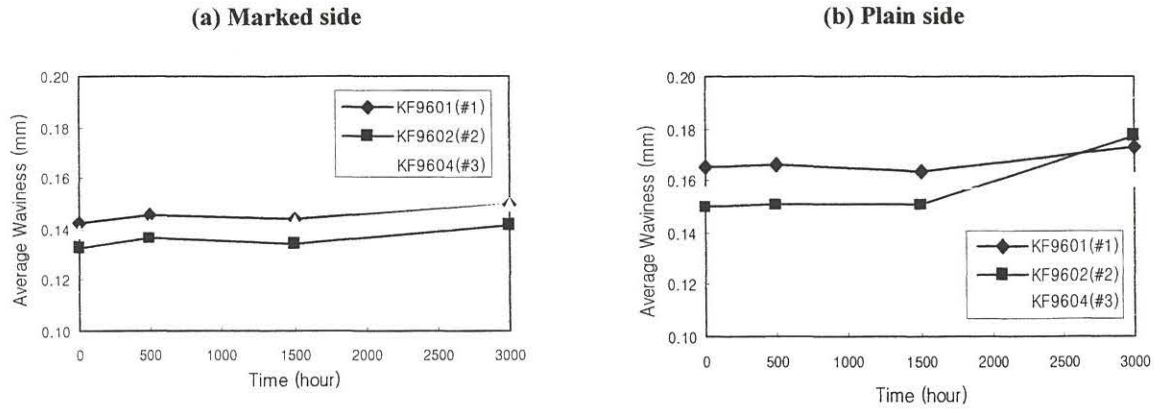 (a) Marked side
(b) Plain side
0.20
0.18
0.16
0.14
0.12
0.10
Average Waviness (mm)
KF9601(#1)
KF9602(#2)
KF9604(#3)
0 500 1000 1500 2000 2500 3000
Time (hour)
0.20
0.18
0.16
0.14
0.12
0.10
Average Waviness (mm)
KF9601(#1)
KF9602(#2)
KF9604(#3)
0 500 1000 1500 2000 2500 3000
Time (hour)